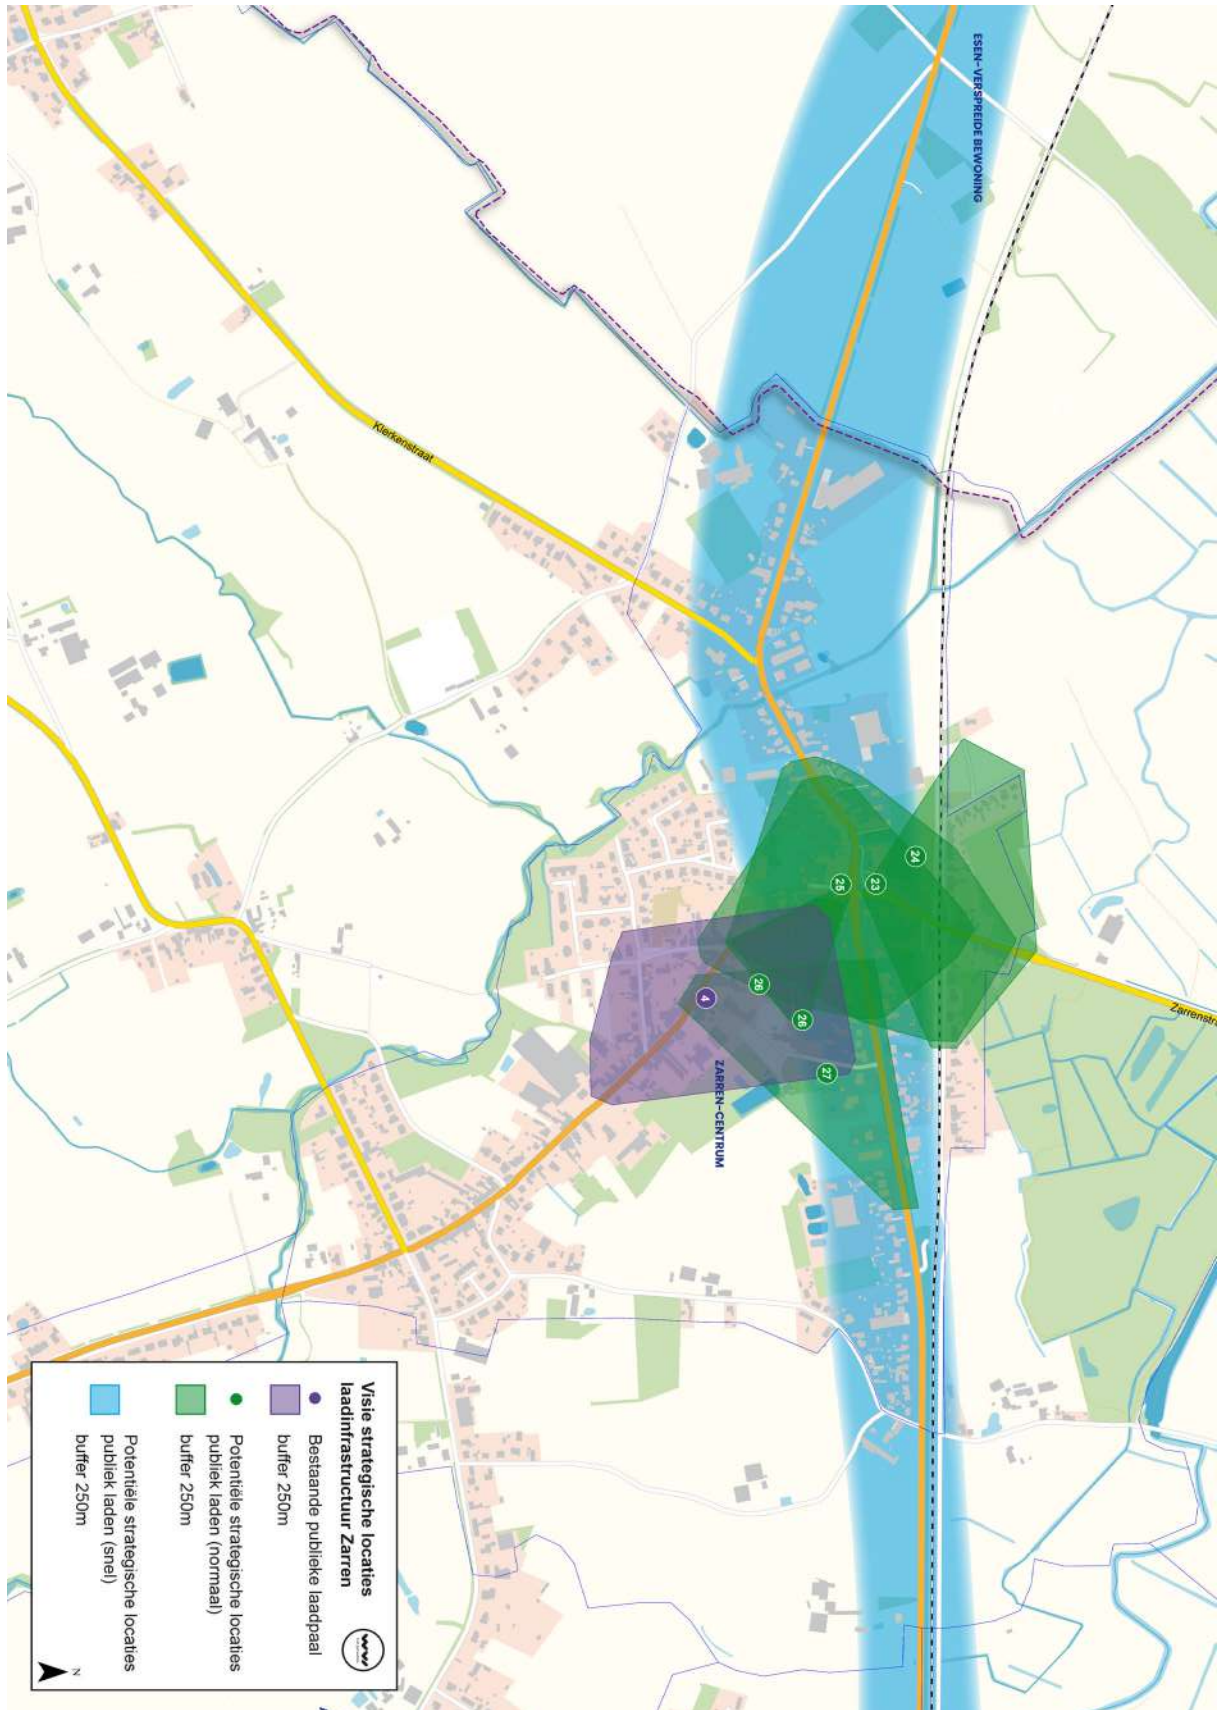 ESEN-VERSPREIDE BEWONING
Klerkenstraat
Zarrenstr
24
23
25
26
26
4
27
ZARREN-CENTRUM
Visie strategische locaties
laadinfrastructuur Zarren
Bestaande publieke laadpaal
buffer 250m
Potentiële strategische locaties
publiek laden (normaal)
buffer 250m
Potentiële strategische locaties
publiek laden (snel)
buffer 250m
N